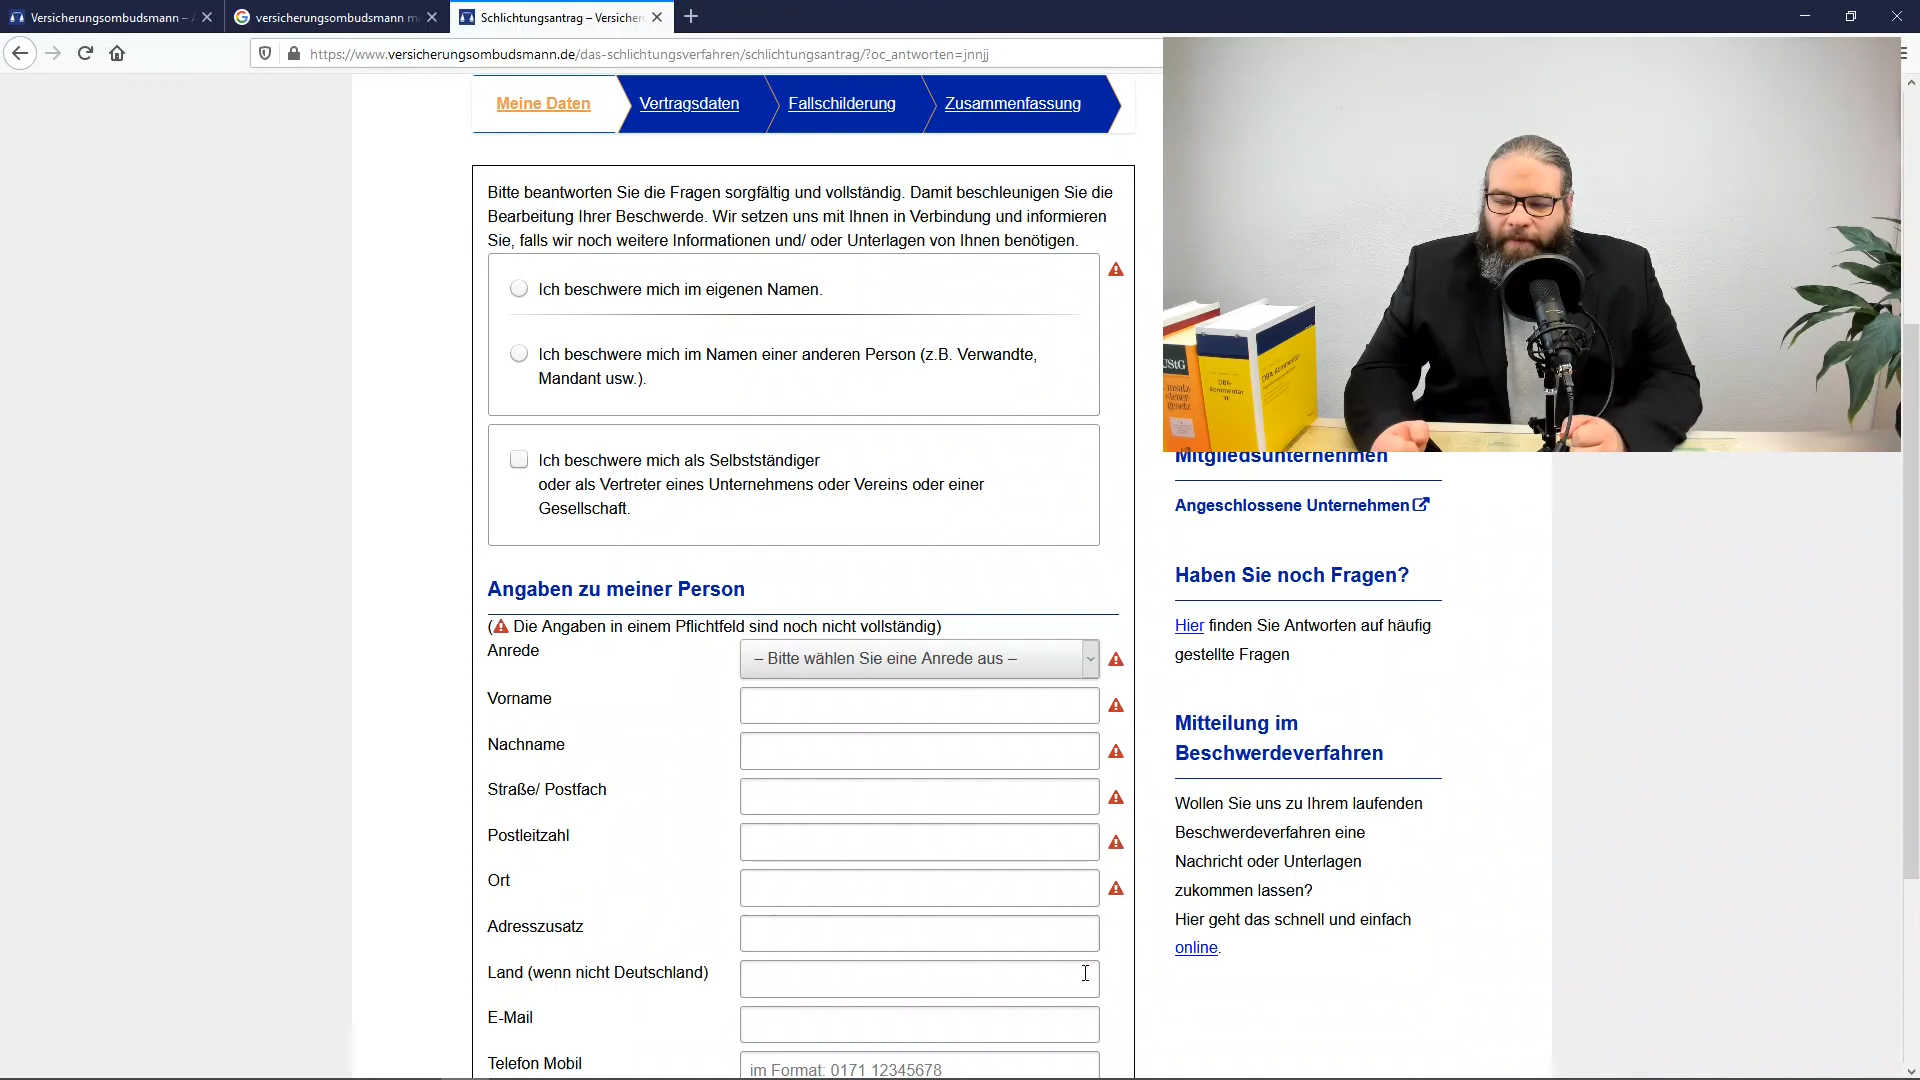 Versicherungsombudsmann –
versicherungsombudsmann
Schlichtungsantrag – Versicher
https://www.versicherungsombudsmann.de/das-schlichtungsverfahren/schlichtungsantrag/?oc_antworten=jnnjj
Meine Daten
Vertragsdaten
Fallschilderung
Zusammenfassung
Bitte beantworten Sie die Fragen sorgfältig und vollständig. Damit beschleunigen Sie die
Bearbeitung Ihrer Beschwerde. Wir setzen uns mit Ihnen in Verbindung und informieren
Sie, falls wir noch weitere Informationen und/ oder Unterlagen von Ihnen benötigen.
Ich beschwere mich im eigenen Namen.
Ich beschwere mich im Namen einer anderen Person (z.B. Verwandte,
Mandant usw.).
Ich beschwere mich als Selbstständiger
oder als Vertreter eines Unternehmens oder Vereins oder einer
Gesellschaft.
Angaben zu meiner Person
( Die Angaben in einem Pflichtfeld sind noch nicht vollständig)
Anrede
– Bitte wählen Sie eine Anrede aus –
Vorname
Nachname
Straße/ Postfach
Postleitzahl
Ort
Adresszusatz
Land (wenn nicht Deutschland)
E-Mail
Telefon Mobil
im Format: 0171 12345678
UStG
DBA-
Kommentar
II
DBA-Kommentar
Mitgliedsunternehmen
Angeschlossene Unternehmen
Haben Sie noch Fragen?
Hier finden Sie Antworten auf häufig
gestellte Fragen
Mitteilung im
Beschwerdeverfahren
Wollen Sie uns zu Ihrem laufenden
Beschwerdeverfahren eine
Nachricht oder Unterlagen
zukommen lassen?
Hier geht das schnell und einfach
online.